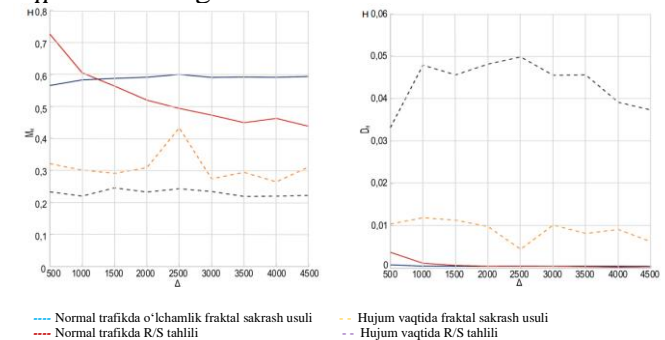 H 0,8
0,7
0,6
0,5
0,4
0,3
0,2
0,1
0
500 1000 1500 2000 2500 3000 3500 4000 4500
Δ
H 0,06
0,05
0,04
0,03
0,02
0,01
0
500 1000 1500 2000 2500 3000 3500 4000 4500
Δ
Normal trafikda o‘lchamlik fraktal sakrash usuli
Normal trafikda R/S tahlili
Hujum vaqtida fraktal sakrash usuli
Hujum vaqtida R/S tahlili